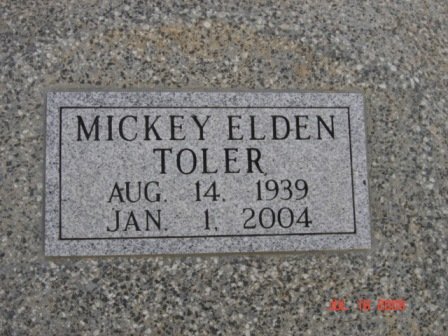 MICKEY ELDEN
TOLER
AUG. 14. 1939
JAN. 1, 2004